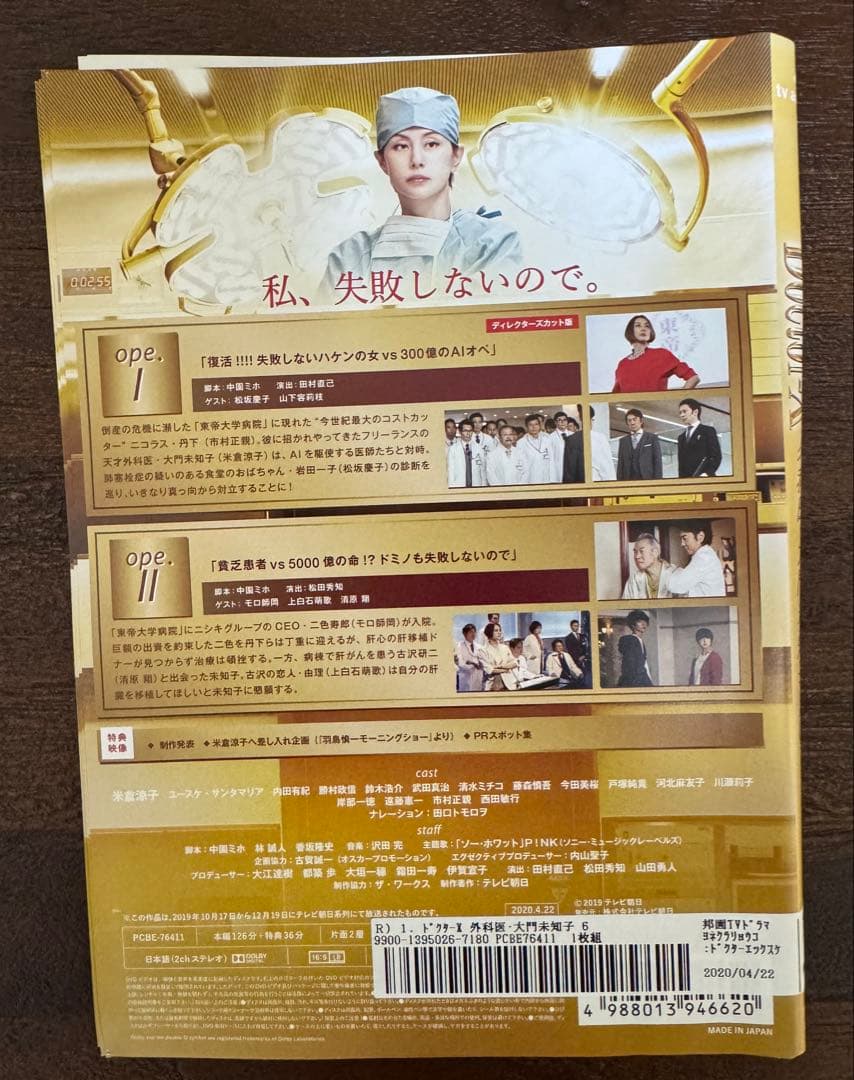 tv a
0:02:55
私、失敗しないので。
ディレクターズカット版
ope.
I
「復活!!!! 失敗しないハケンの女 vs 300億のAIオペ」
脚本：中園ミホ　演出：田村直己
ゲスト：松坂慶子　山下容莉枝
倒産の危機に瀕した「東帝大学病院」に現れた“今世紀最大のコストカッ
ター” ニコラス・丹下（市村正親）。彼に招かれやってきたフリーランスの
天才外科医・大門未知子（米倉涼子）は、AIを駆使する医師たちと対峙。
肺塞栓症の疑いのある食堂のおばちゃん・岩田一子（松坂慶子）の診断を
巡り、いきなり真っ向から対立することに！
Doctor-X
ope.
II
「貧乏患者 vs 5000億の命!? ドミノも失敗しないので」
脚本：中園ミホ　演出：松田秀知
ゲスト：モロ師岡　上白石萌歌　清原 翔
「東帝大学病院」にニシキグループのCEO・二色寿郎（モロ師岡）が入院。
巨額の出資を約束した二色を丹下らは丁重に迎えるが、肝心の肝移植ド
ナーが見つからず治療は頓挫する。一方、病棟で肝がんを患う古沢研二
（清原 翔）と出会った未知子。古沢の恋人・由理（上白石萌歌）は自分の肝
臓を移植してほしいと未知子に懇願する。
特典
映像
◆ 制作発表　◆ 米倉涼子へ差し入れ企画（『羽鳥慎一モーニングショー』より）　◆ PRスポット集
cast
米倉涼子　ユースケ・サンタマリア　内田有紀　勝村政信　鈴木浩介　武田真治　清水ミチコ　藤森慎吾　今田美桜　戸塚純貴　河北麻友子　川瀬莉子
岸部一徳　遠藤憲一　市村正親　西田敏行
ナレーション：田口トモロヲ
staff
脚本：中園ミホ　林 誠人　香坂隆史　音楽：沢田 完　主題歌：「ソー・ホワット」P!NK（ソニー・ミュージックレーベルズ）
企画協力：古賀誠一（オスカープロモーション）　エグゼクティブプロデューサー：内山聖子
プロデューサー：大江達樹　都築 歩　大垣一穂　霜田一寿　伊賀宣子　演出：田村直己　松田秀知　山田勇人
制作協力：ザ・ワークス　制作著作：テレビ朝日
※この作品は、2019年10月17日から12月19日にテレビ朝日系列にて放送されたものです。
2020.4.22
©2019 テレビ朝日
発売元：株式会社テレビ朝日
PCBE-76411
本編126分＋特典36分
片面2層
日本語（2chステレオ）
DOLBY
DIGITAL
16:9 LB
R) 1. ﾄﾞｸﾀｰX 外科医･大門未知子 6
9900-1395026-7180 PCBE76411　1枚組
邦画TVﾄﾞﾗﾏ
ﾖﾈｸﾗﾘｮｳｺ
:ﾄﾞｸﾀｰｴｯｸｽｹﾞ
2020/04/22
4 988013 946620
MADE IN JAPAN